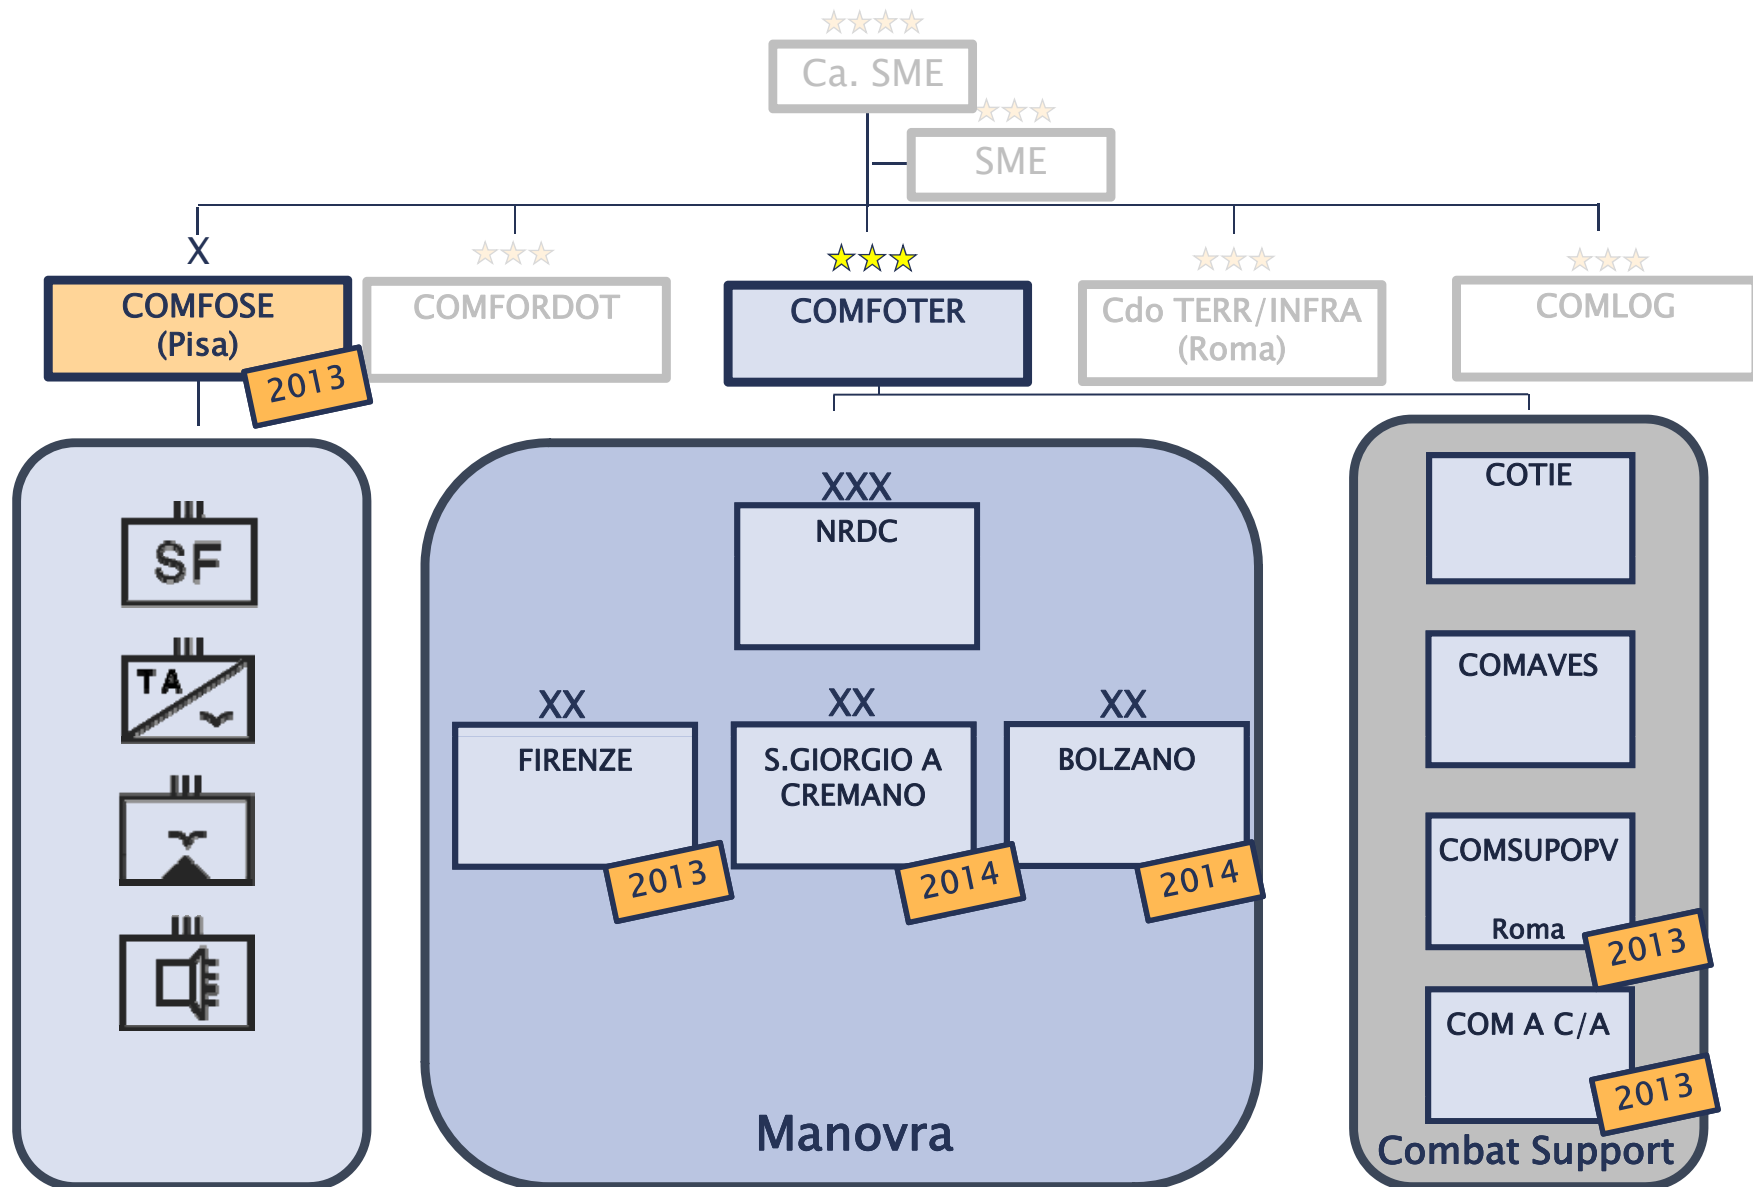 Ca. SME
SME
X
COMFOSE
(Pisa)
2013
COMFORDOT
COMFOTER
Cdo TERR/INFRA
(Roma)
COMLOG
SF
TA
XXX
NRDC
XX
FIRENZE
2013
XX
S.GIORGIO A
CREMANO
2014
XX
BOLZANO
2014
Manovra
COTIE
COMAVES
COMSUPOPV
Roma
2013
COM A C/A
2013
Combat Support